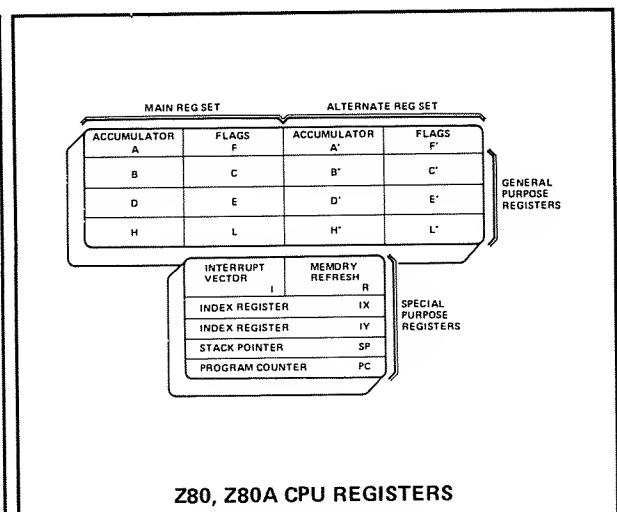 MAIN REG SET ALTERNATE REG SET
ACCUMULATOR FLAGS ACCUMULATOR FLAGS
A F A' F'
B C B' C'
D E D' E'
H L H' L'
GENERAL
PURPOSE
REGISTERS
INTERRUPT MEMORY
VECTOR REFRESH
I R
INDEX REGISTER IX
INDEX REGISTER IY
STACK POINTER SP
PROGRAM COUNTER PC
SPECIAL
PURPOSE
REGISTERS
Z80, Z80A CPU REGISTERS